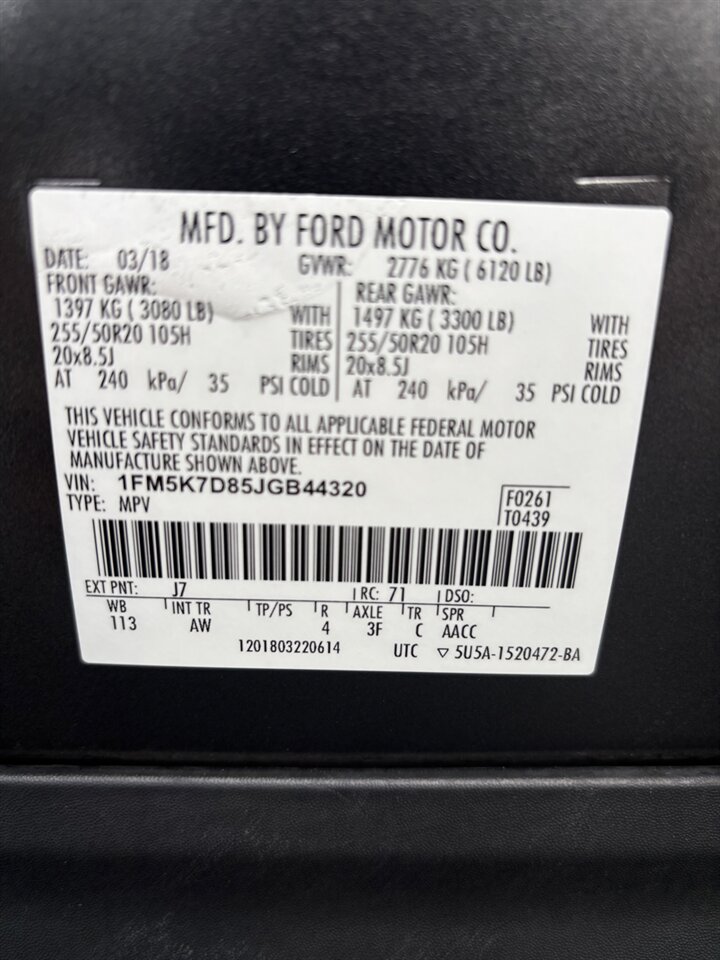 MFD. BY FORD MOTOR CO.
DATE: 03/18 GVWR: 2776 KG ( 6120 LB)
FRONT GAWR: REAR GAWR:
1397 KG ( 3080 LB) WITH 1497 KG ( 3300 LB) WITH
255/50R20 105H TIRES 255/50R20 105H TIRES
20x8.5J RIMS 20x8.5J RIMS
AT 240 kPa/ 35 PSI COLD AT 240 kPa/ 35 PSI COLD
THIS VEHICLE CONFORMS TO ALL APPLICABLE FEDERAL MOTOR
VEHICLE SAFETY STANDARDS IN EFFECT ON THE DATE OF
MANUFACTURE SHOWN ABOVE.
VIN: 1FM5K7D85JGB44320
TYPE: MPV
F0261
T0439
EXT PNT: J7 RC: 71 DSO:
WB INT TR TP/PS R AXLE TR SPR
113 AW 4 3F C AACC
1201803220614 UTC ▽ 5U5A-1520472-BA